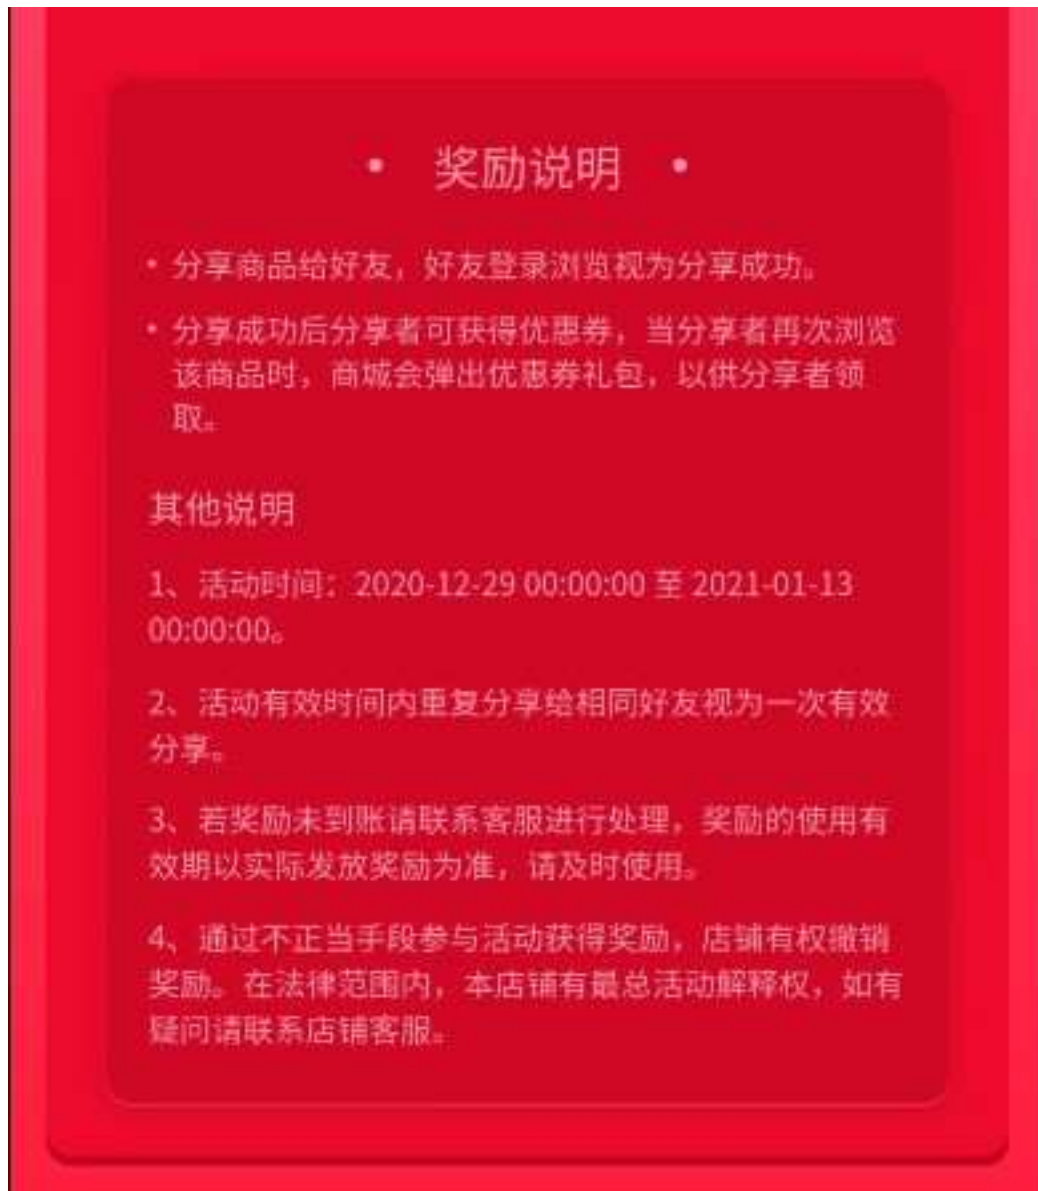 • 奖励说明 •
• 分享商品给好友，好友登录浏览视为分享成功。
• 分享成功后分享者可获得优惠券，当分享者再次浏览
该商品时，商城会弹出优惠券礼包，以供分享者领
取。
其他说明
1、活动时间：2020-12-29 00:00:00 至 2021-01-13
00:00:00。
2、活动有效时间内重复分享给相同好友视为一次有效
分享。
3、若奖励未到账请联系客服进行处理，奖励的使用有
效期以实际发放奖励为准，请及时使用。
4、通过不正当手段参与活动获得奖励，店铺有权撤销
奖励。在法律范围内，本店铺有最总活动解释权，如有
疑问请联系店铺客服。